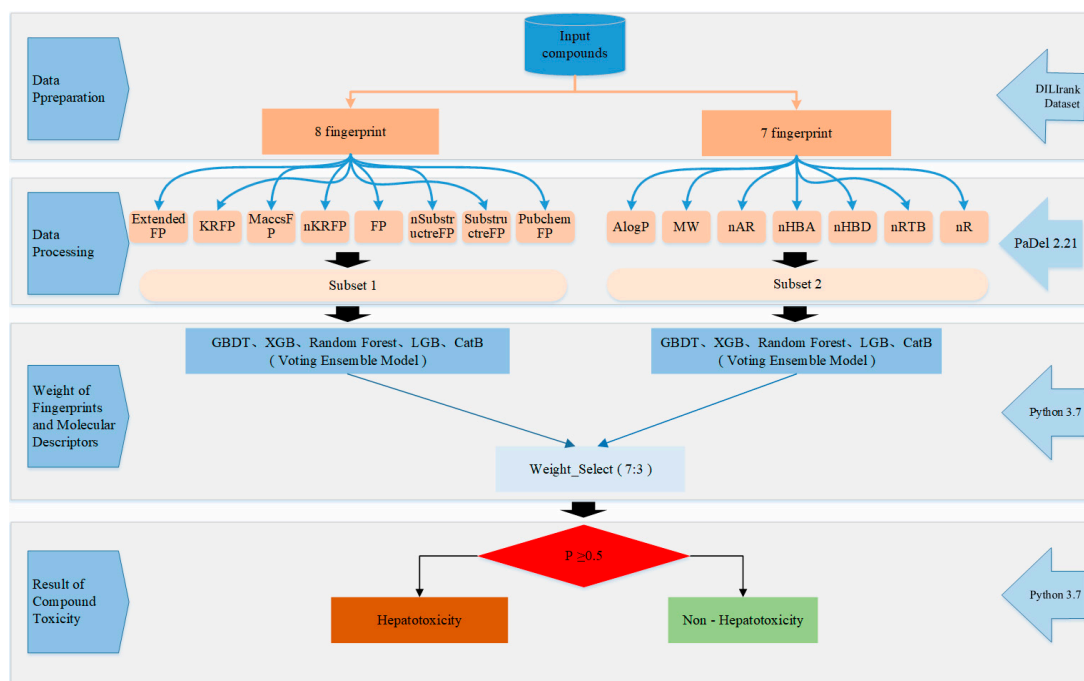 Input
compounds
Data
Ppreparation
DILIrank
Dataset
8 fingerprint
7 fingerprint
Data
Processing
Extended
FP
KRFP
MaccsF
P
nKRFP
FP
nSubstr
uctreFP
Substru
ctreFP
Pubchem
FP
AlogP
MW
nAR
nHBA
nHBD
nRTB
nR
PaDel 2.21
Subset 1
Subset 2
GBDT、XGB、Random Forest、LGB、CatB
( Voting Ensemble Model )
GBDT、XGB、Random Forest、LGB、CatB
( Voting Ensemble Model )
Weight of
Fingerprints
and Molecular
Descriptors
Python 3.7
Weight_Select ( 7:3 )
P ≥0.5
Result of
Compound
Toxicity
Python 3.7
Hepatotoxicity
Non - Hepatotoxicity